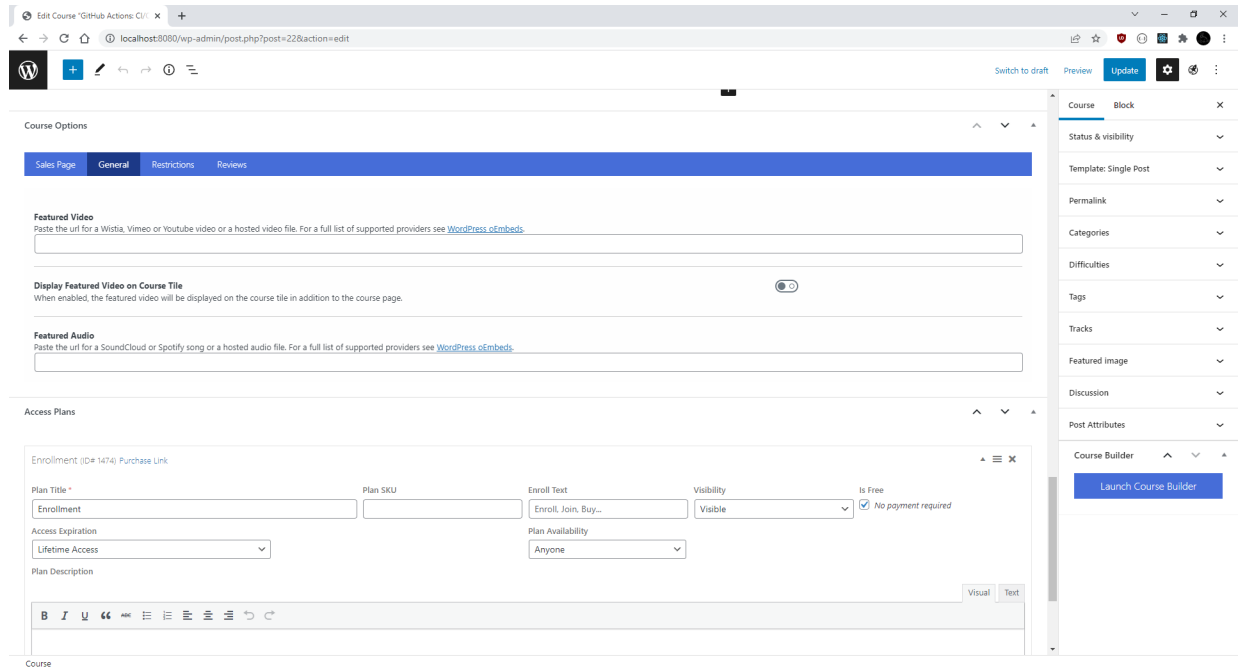 Edit Course "GitHub Actions: CI/C
localhost:8080/wp-admin/post.php?post=22&action=edit
Switch to draft Preview Update
Course Options
Sales Page General Restrictions Reviews
Featured Video
Paste the url for a Wistia, Vimeo or Youtube video or a hosted video file. For a full list of supported providers see WordPress oEmbeds.
Display Featured Video on Course Tile
When enabled, the featured video will be displayed on the course tile in addition to the course page.
Featured Audio
Paste the url for a SoundCloud or Spotify song or a hosted audio file. For a full list of supported providers see WordPress oEmbeds.
Access Plans
Enrollment (ID# 1474) Purchase Link
Plan Title * Plan SKU Enroll Text Visibility Is Free
Enrollment Enroll, Join, Buy... Visible No payment required
Access Expiration Plan Availability
Lifetime Access Anyone
Plan Description
Visual Text
B I U ABC
Course
Course Block
Status & visibility
Template: Single Post
Permalink
Categories
Difficulties
Tags
Tracks
Featured image
Discussion
Post Attributes
Course Builder
Launch Course Builder